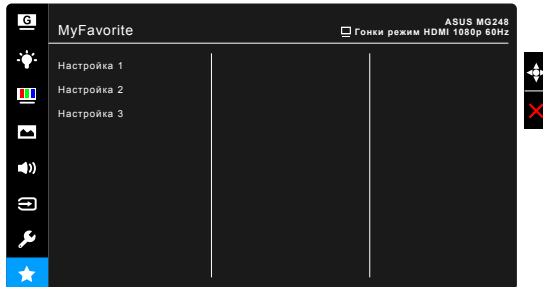 G
MyFavorite
ASUS MG248
Гонки режим HDMI 1080p 60Hz
Настройка 1
Настройка 2
Настройка 3